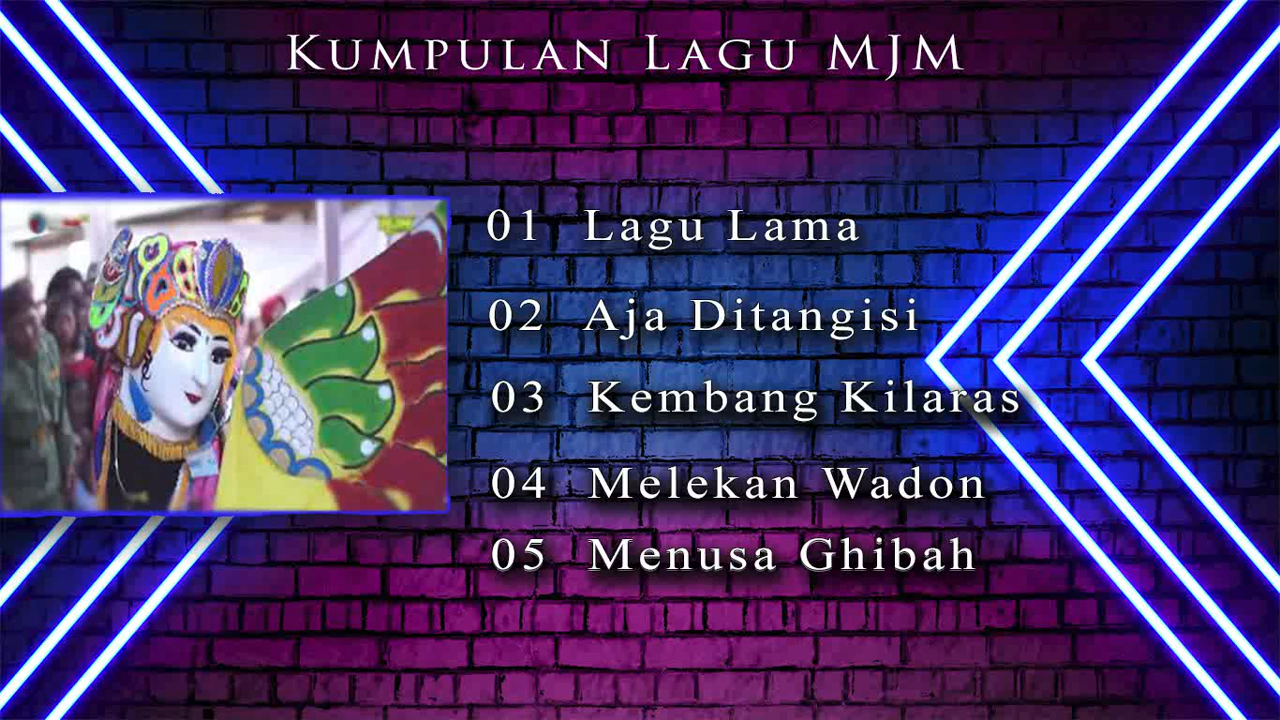 Kumpulan Lagu MJM
01 Lagu Lama
02 Aja Ditangisi
03 Kembang Kilaras
04 Melekan Wadon
05 Menusa Ghibah